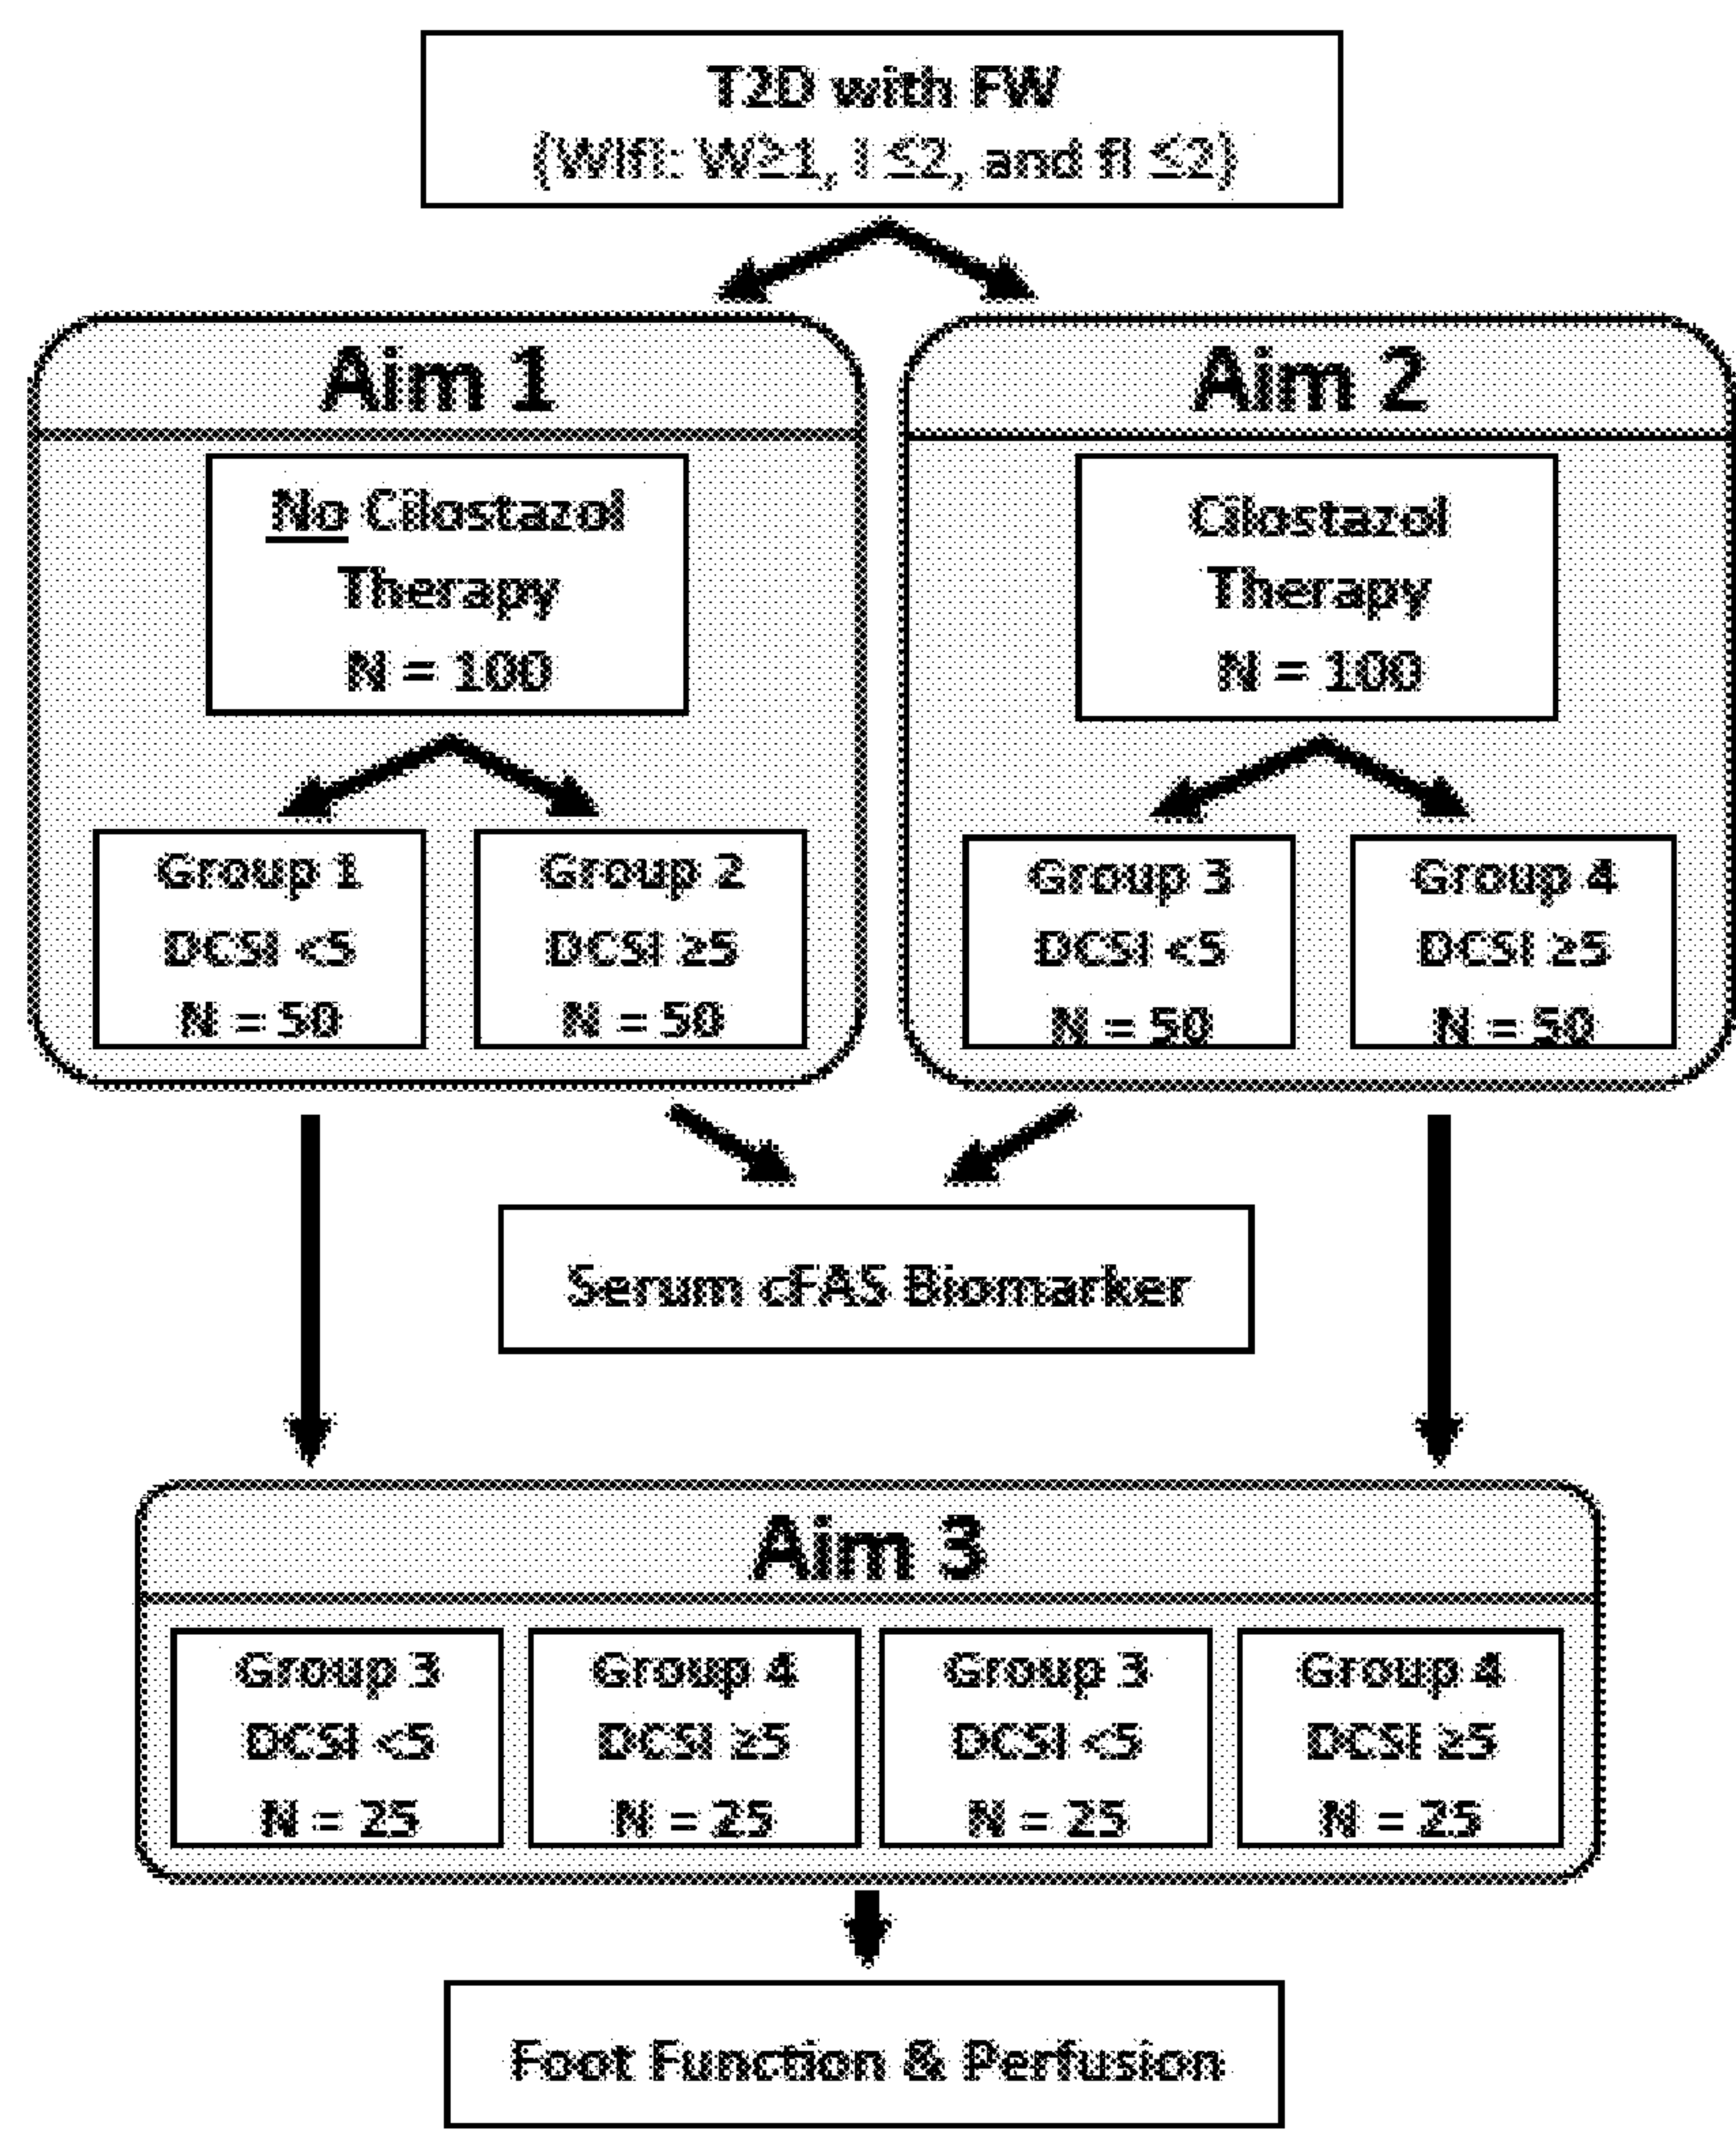 T2D with FW
(WIfI: W≥1, I ≤2, and fI ≤2)
Aim 1
No Cilostazol
Therapy
N = 100
Group 1
DCSI <5
N = 50
Group 2
DCSI ≥5
N = 50
Aim 2
Cilostazol
Therapy
N = 100
Group 3
DCSI <5
N = 50
Group 4
DCSI ≥5
N = 50
Serum cFAS Biomarker
Aim 3
Group 3
DCSI <5
N = 25
Group 4
DCSI ≥5
N = 25
Group 3
DCSI <5
N = 25
Group 4
DCSI ≥5
N = 25
Foot Function & Perfusion